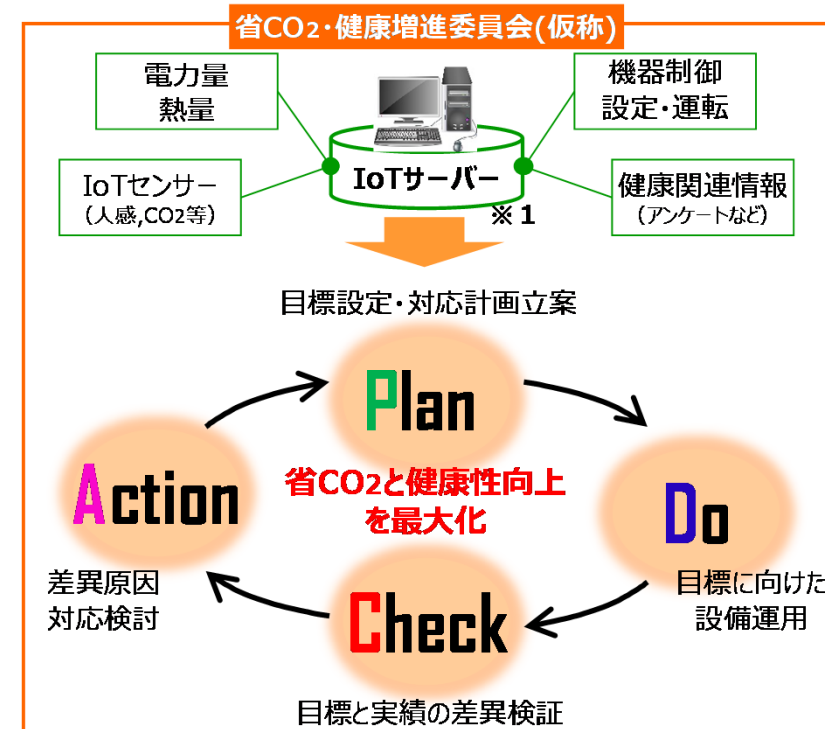 省CO2・健康増進委員会(仮称)
電力量
熱量
機器制御
設定・運転
IoTセンサー
(人感,CO2等)
IoTサーバー
※1
健康関連情報
(アンケートなど)
目標設定・対応計画立案
Plan
省CO2と健康性向上
を最大化
Action
Do
差異原因
対応検討
目標に向けた
設備運用
Check
目標と実績の差異検証